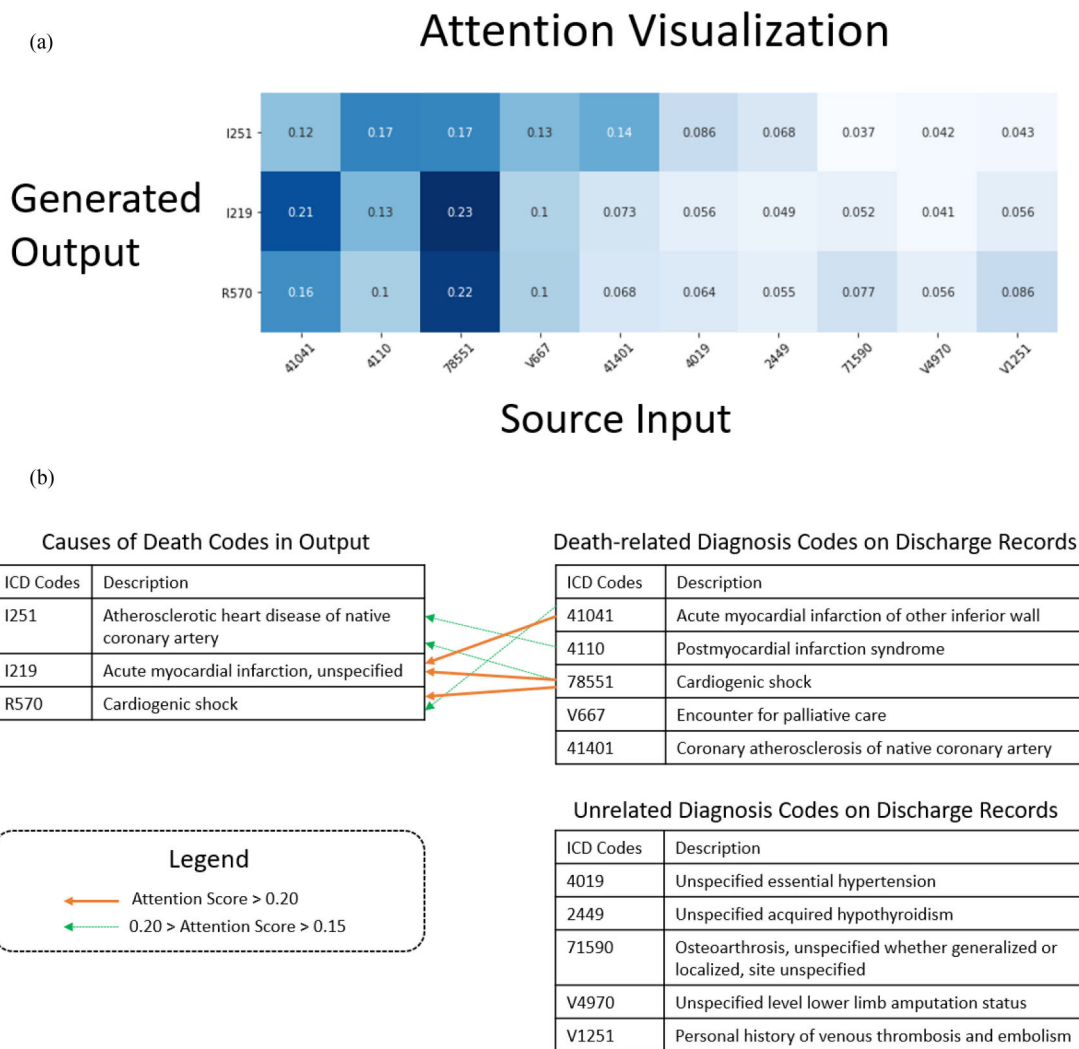 (a)
Attention Visualization
Generated
Output
I251 0.12 0.17 0.17 0.13 0.14 0.086 0.068 0.037 0.042 0.043
I219 0.21 0.13 0.23 0.1 0.073 0.056 0.049 0.052 0.041 0.056
R570 0.16 0.1 0.22 0.1 0.068 0.064 0.055 0.077 0.056 0.086
41041 4110 78551 V667 41401 4019 2449 71590 V4970 V1251
Source Input
(b)
Causes of Death Codes in Output
ICD Codes Description
I251 Atherosclerotic heart disease of native
coronary artery
I219 Acute myocardial infarction, unspecified
R570 Cardiogenic shock
Death-related Diagnosis Codes on Discharge Records
ICD Codes Description
41041 Acute myocardial infarction of other inferior wall
4110 Postmyocardial infarction syndrome
78551 Cardiogenic shock
V667 Encounter for palliative care
41401 Coronary atherosclerosis of native coronary artery
Legend
Attention Score > 0.20
0.20 > Attention Score > 0.15
Unrelated Diagnosis Codes on Discharge Records
ICD Codes Description
4019 Unspecified essential hypertension
2449 Unspecified acquired hypothyroidism
71590 Osteoarthrosis, unspecified whether generalized or
localized, site unspecified
V4970 Unspecified level lower limb amputation status
V1251 Personal history of venous thrombosis and embolism